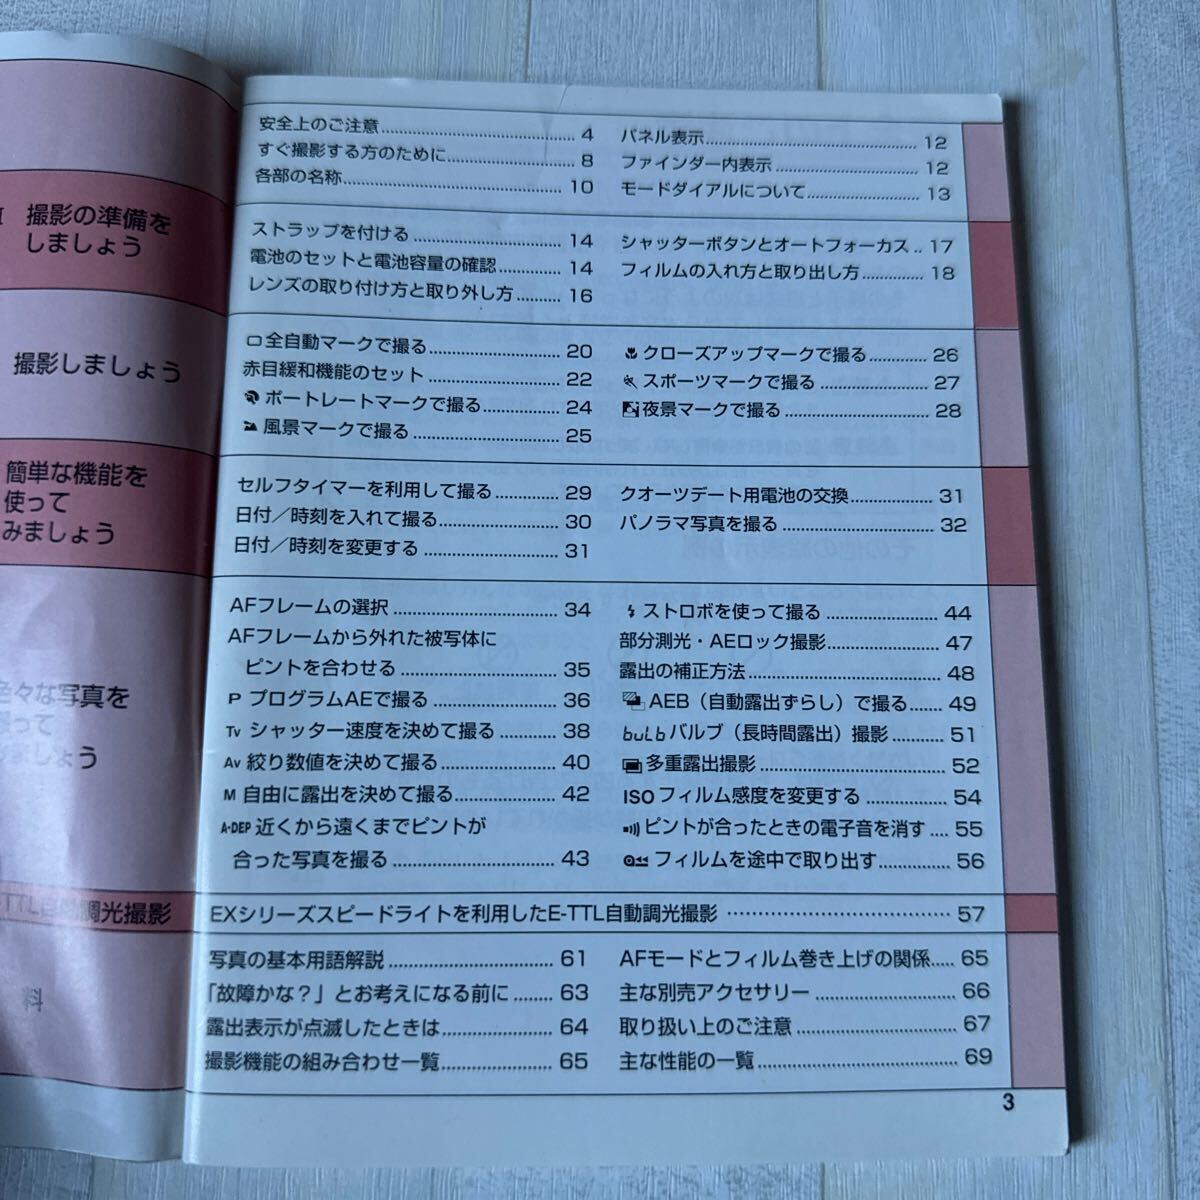 撮影の準備を
しましょう
撮影しましょう
簡単な機能を
使って
みましょう
色々な写真を
使って
みましょう
TTL自動調光撮影
料
安全上のご注意 4
すぐ撮影する方のために 8
各部の名称 10
パネル表示 12
ファインダー内表示 12
モードダイアルについて 13
ストラップを付ける 14
電池のセットと電池容量の確認 14
レンズの取り付け方と取り外し方 16
シャッターボタンとオートフォーカス 17
フィルムの入れ方と取り出し方 18
全自動マークで撮る 20
赤目緩和機能のセット 22
ポートレートマークで撮る 24
風景マークで撮る 25
クローズアップマークで撮る 26
スポーツマークで撮る 27
夜景マークで撮る 28
セルフタイマーを利用して撮る 29
日付／時刻を入れて撮る 30
日付／時刻を変更する 31
クオーツデート用電池の交換 31
パノラマ写真を撮る 32
AFフレームの選択 34
AFフレームから外れた被写体に
ピントを合わせる 35
P プログラムAEで撮る 36
Tv シャッター速度を決めて撮る 38
Av 絞り数値を決めて撮る 40
M 自由に露出を決めて撮る 42
A-DEP 近くから遠くまでピントが
合った写真を撮る 43
ストロボを使って撮る 44
部分測光・AEロック撮影 47
露出の補正方法 48
AEB（自動露出ずらし）で撮る 49
buLb バルブ（長時間露出）撮影 51
多重露出撮影 52
ISO フィルム感度を変更する 54
ピントが合ったときの電子音を消す 55
フィルムを途中で取り出す 56
EXシリーズスピードライトを利用したE-TTL自動調光撮影 57
写真の基本用語解説 61
「故障かな？」とお考えになる前に 63
露出表示が点滅したときは 64
撮影機能の組み合わせ一覧 65
AFモードとフィルム巻き上げの関係 65
主な別売アクセサリー 66
取り扱い上のご注意 67
主な性能の一覧 69
3